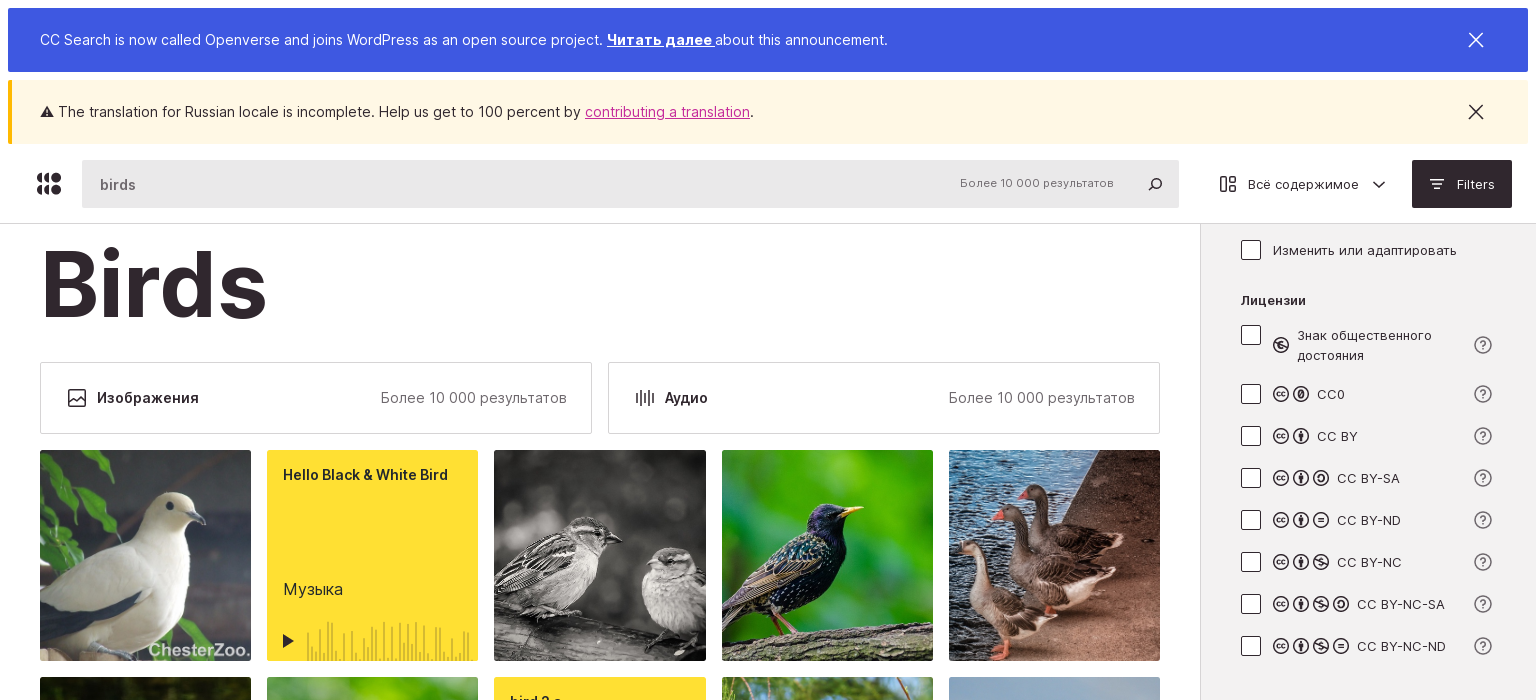 CC Search is now called Openverse and joins WordPress as an open source project. Читать далее about this announcement.
The translation for Russian locale is incomplete. Help us get to 100 percent by contributing a translation.
birds
Более 10 000 результатов
Всё содержимое
Filters
Birds
Изображения
Более 10 000 результатов
Аудио
Более 10 000 результатов
Hello Black & White Bird
Музыка
ChesterZoo.
Изменить или адаптировать
Лицензии
Знак общественного
достояния
CC0
CC BY
CC BY-SA
CC BY-ND
CC BY-NC
CC BY-NC-SA
CC BY-NC-ND